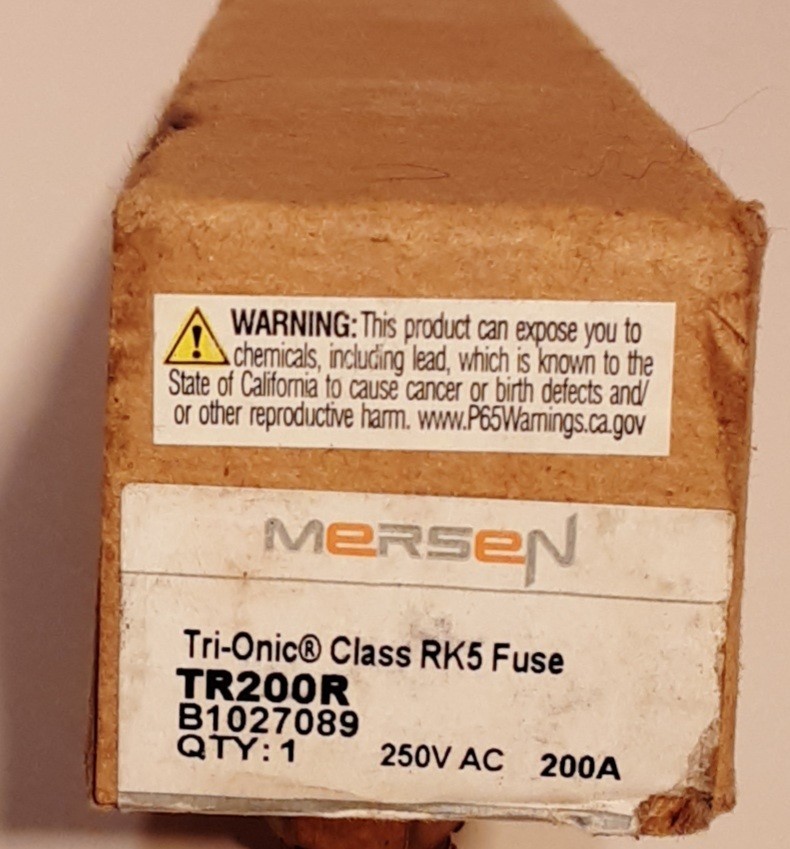 WARNING: This product can expose you to
chemicals, including lead, which is known to the
State of California to cause cancer or birth defects and/
or other reproductive harm. www.P65Warnings.ca.gov
MERSEN
Tri-Onic® Class RK5 Fuse
TR200R
B1027089
QTY: 1 250V AC 200A